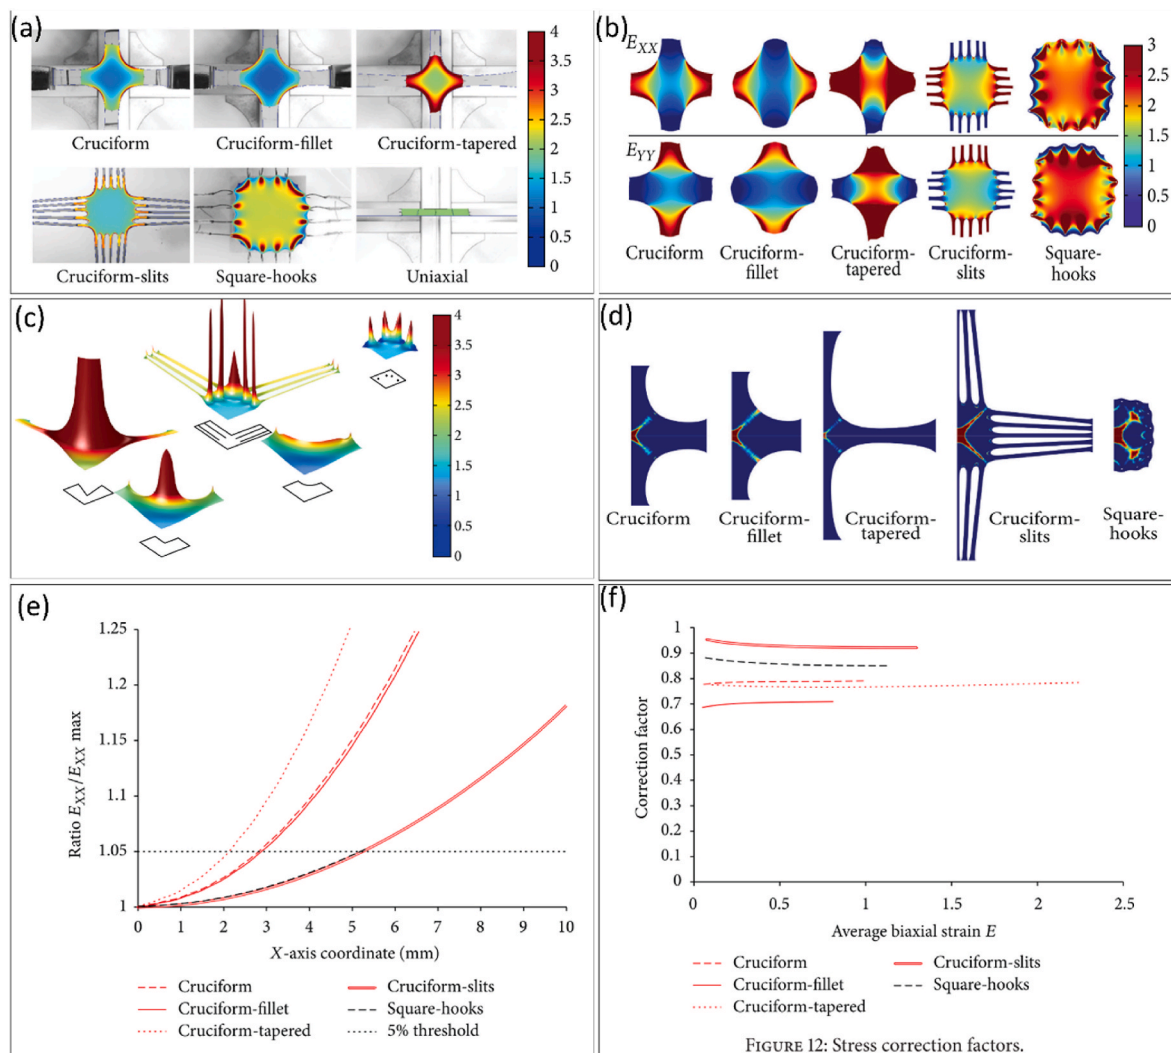 (a)
4
3.5
3
2.5
2
1.5
1
0.5
0
Cruciform
Cruciform-fillet
Cruciform-tapered
Cruciform-slits
Square-hooks
Uniaxial
(b)
EXX
EYY
3
2.5
2
1.5
1
0.5
0
Cruciform
Cruciform-
fillet
Cruciform-
tapered
Cruciform-
slits
Square-
hooks
(c)
4
3.5
3
2.5
2
1.5
1
0.5
0
(d)
Cruciform
Cruciform-
fillet
Cruciform-
tapered
Cruciform-
slits
Square-
hooks
(e)
Ratio EXX/EXX max
1.25
1.2
1.15
1.1
1.05
1
0 1 2 3 4 5 6 7 8 9 10
X-axis coordinate (mm)
Cruciform
Cruciform-fillet
Cruciform-tapered
Cruciform-slits
Square-hooks
5% threshold
(f)
Correction factor
1
0.9
0.8
0.7
0.6
0.5
0.4
0.3
0.2
0.1
0
0 0.5 1 1.5 2 2.5
Average biaxial strain E
Cruciform
Cruciform-fillet
Cruciform-tapered
Cruciform-slits
Square-hooks
FIGURE 12: Stress correction factors.